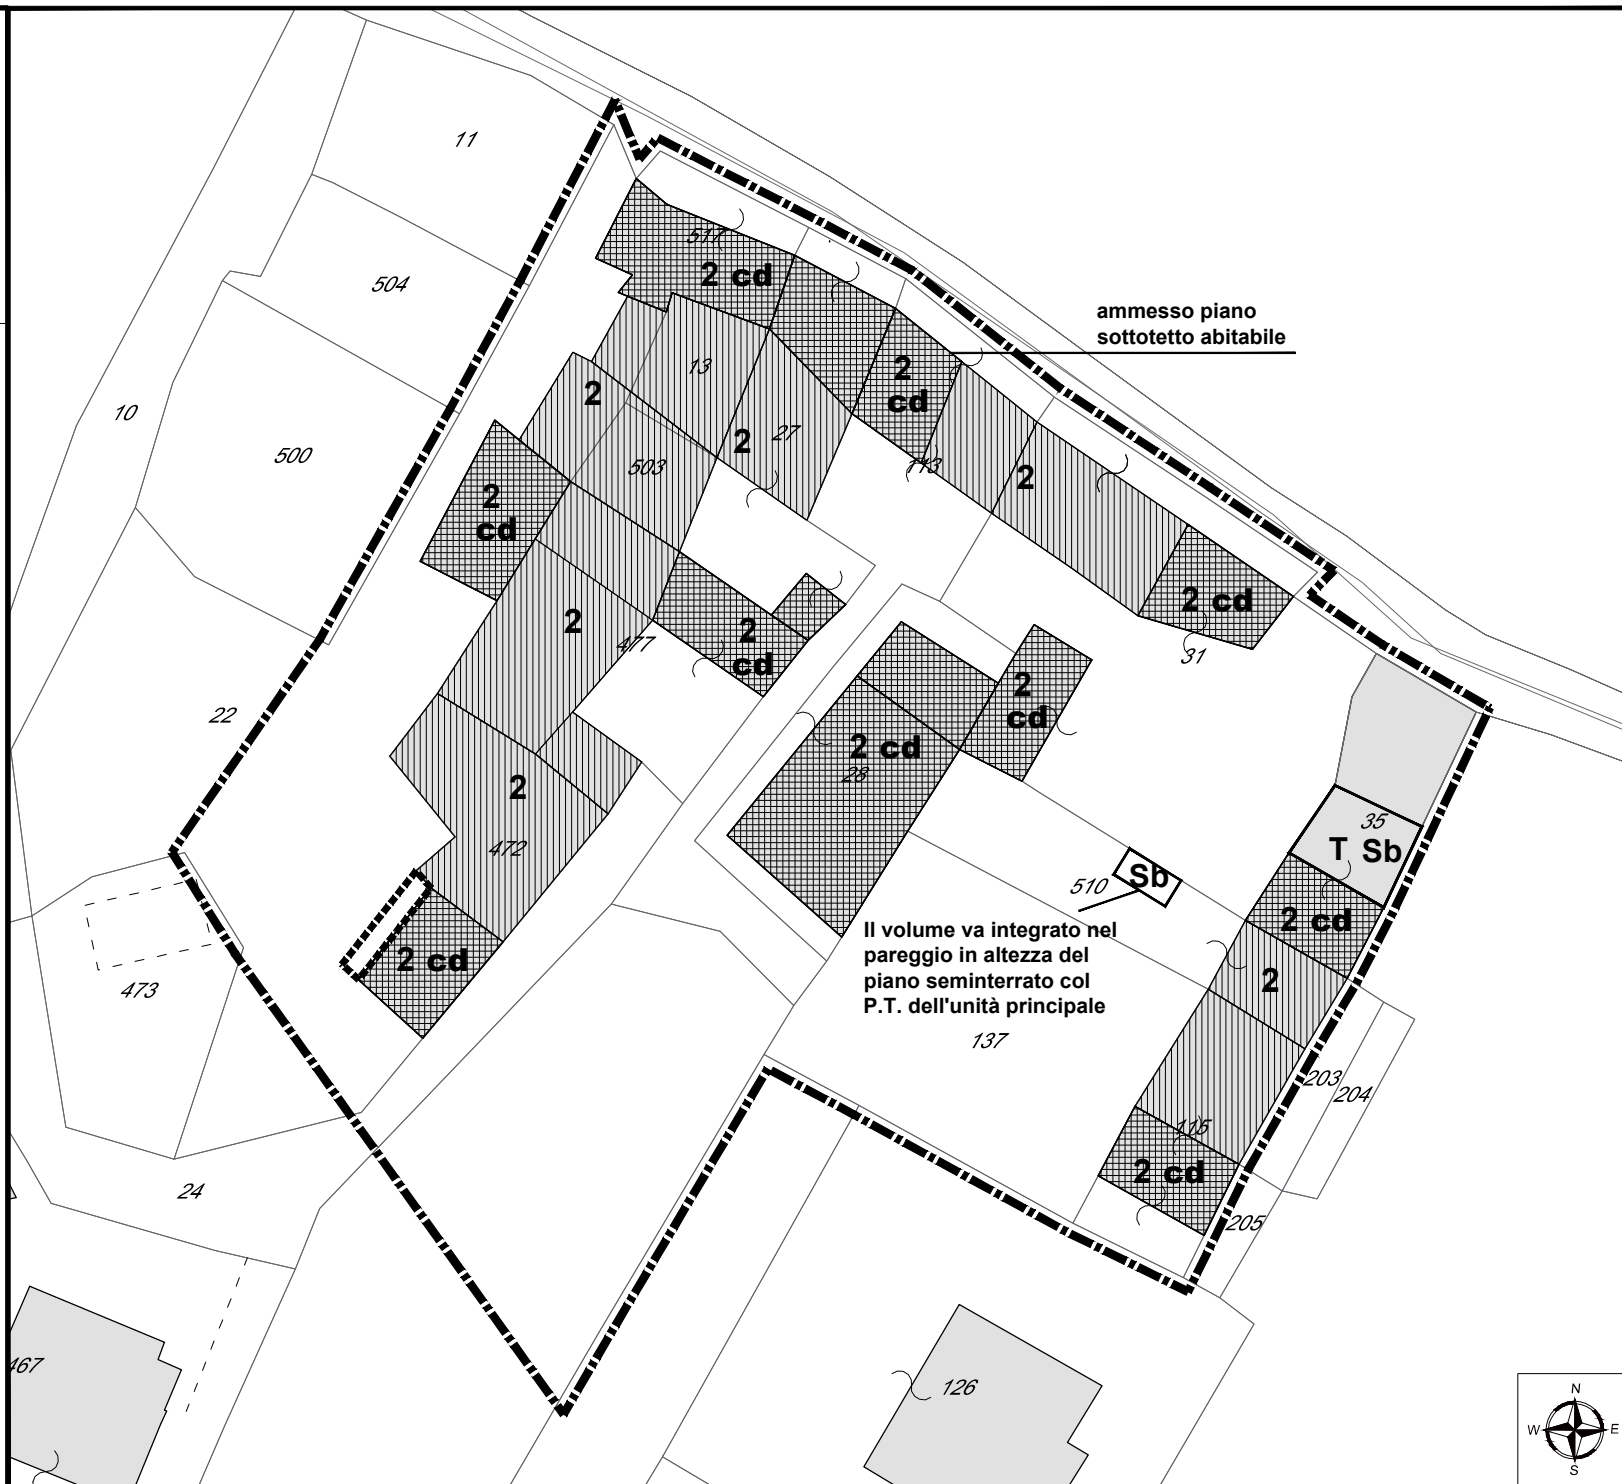 11
517
2 cd
504
ammesso piano
sottotetto abitabile
13
2
cd
2
10
27
2
500
503
113
2
2
cd
2 cd
31
2
477
2
cd
2
cd
22
2 cd
28
2
35
T Sb
472
Sb
510
2 cd
Il volume va integrato nel
pareggio in altezza del
piano seminterrato col
P.T. dell'unità principale
2 cd
2
473
137
203
204
115
2 cd
24
205
467
126
N
W
E
S